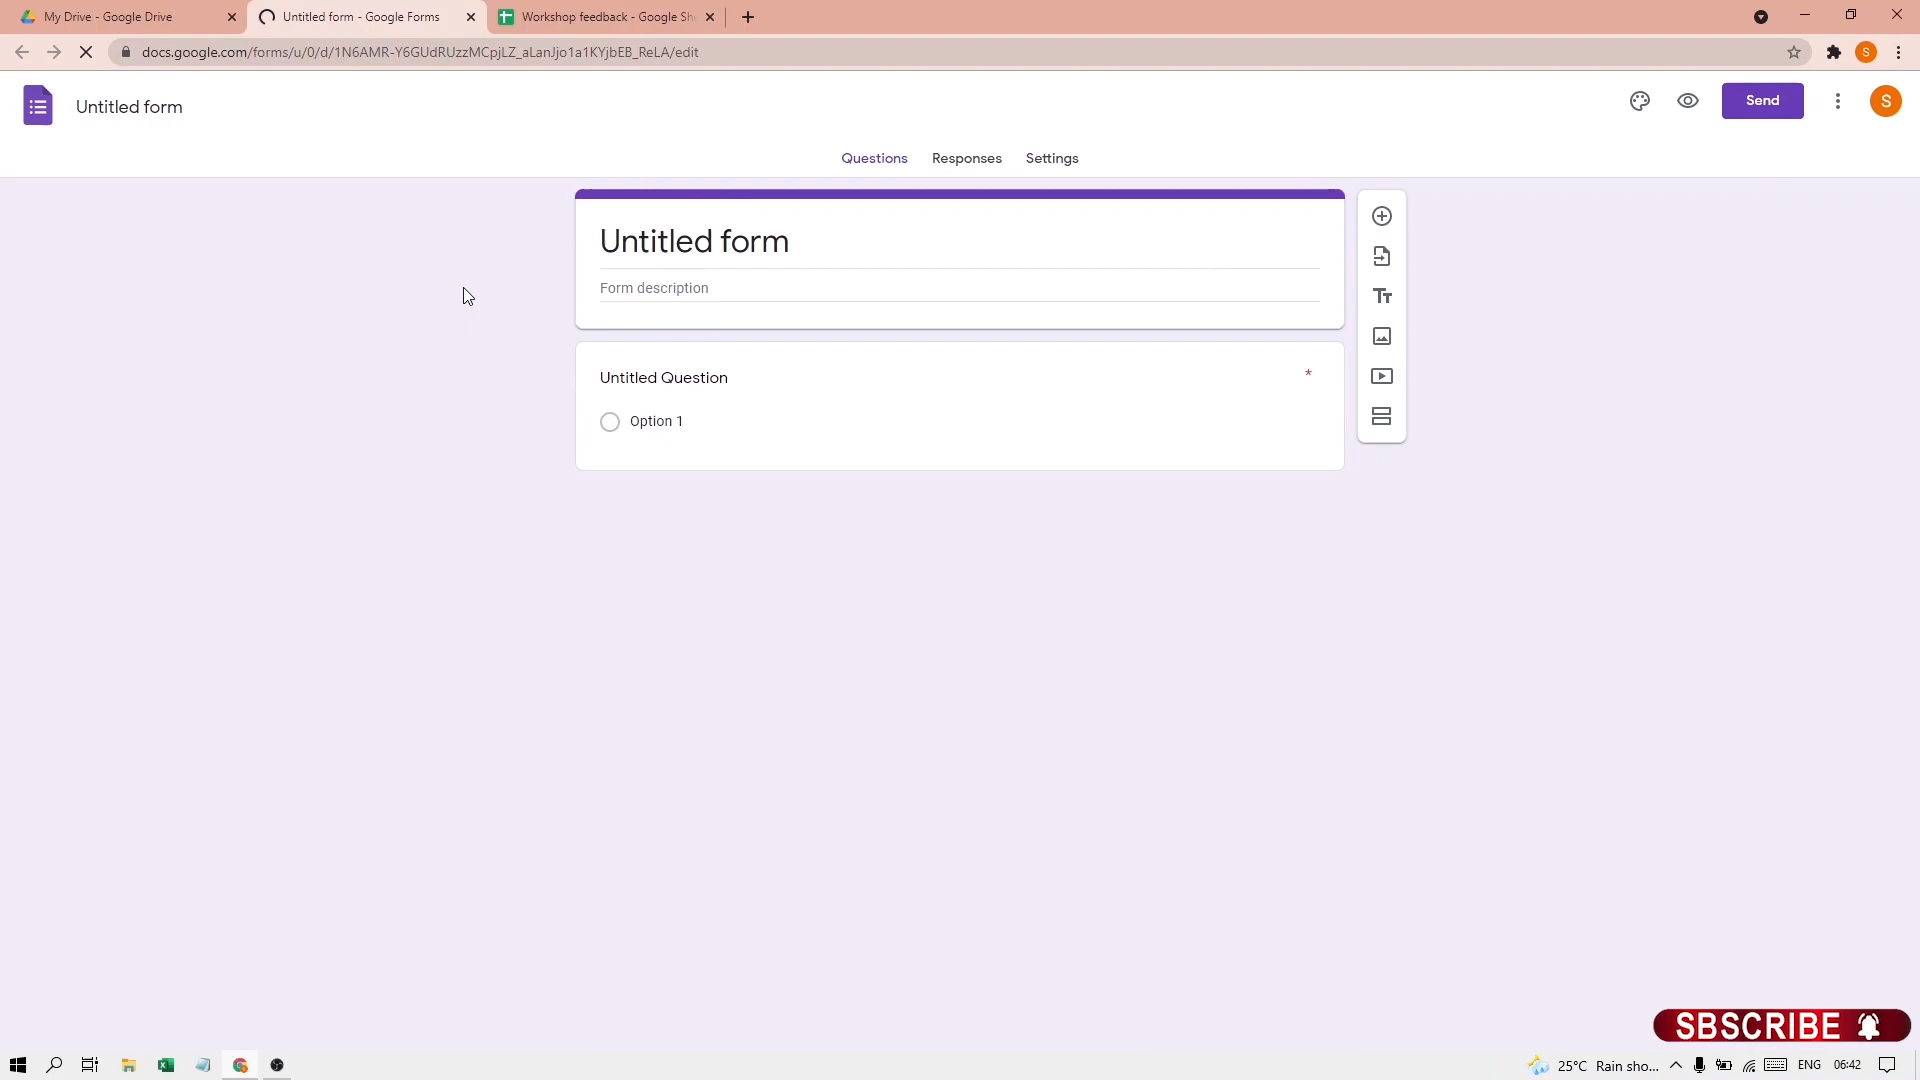 My Drive - Google Drive
Untitled form - Google Forms
Workshop feedback - Google She
docs.google.com/forms/u/0/d/1N6AMR-Y6GUdRUzzMCpjLZ_aLanJjo1a1KYjbEB_ReLA/edit
S
Untitled form
Send
S
Questions
Responses
Settings
Untitled form
Form description
Untitled Question
*
Option 1
SBSCRIBE
25°C Rain sho...
ENG
06:42